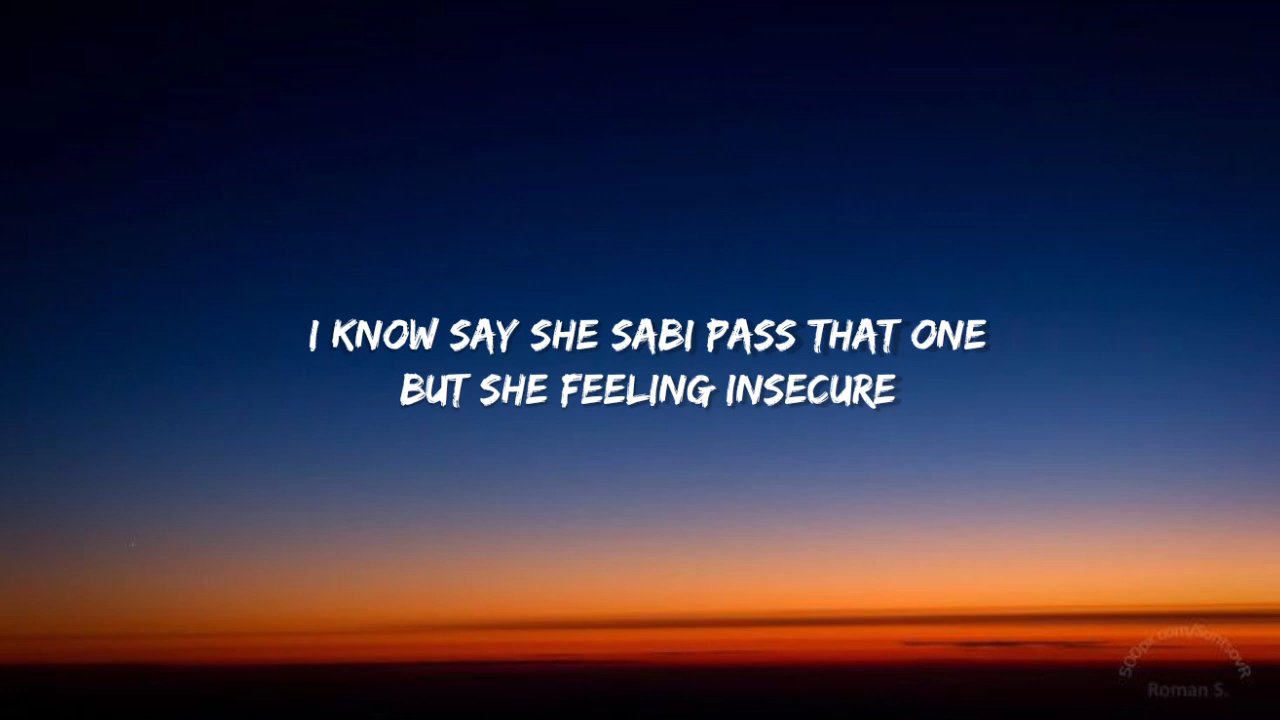 I KNOW SAY SHE SABI PASS THAT ONE
BUT SHE FEELING INSECURE
Roman S.